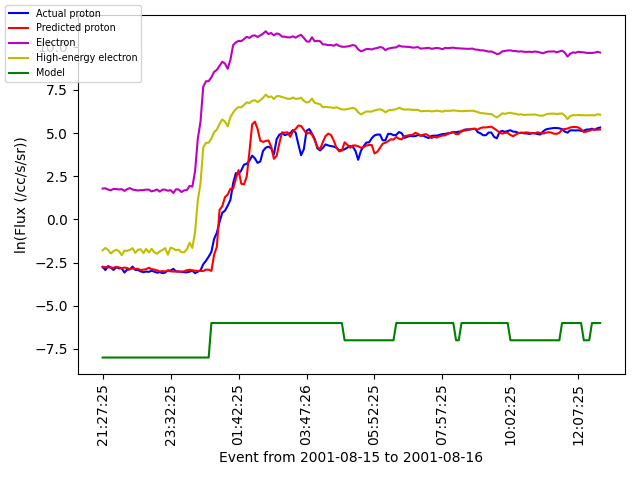 Actual proton
Predicted proton
Electron
High-energy electron
Model
10.0
7.5
5.0
2.5
0.0
−2.5
−5.0
−7.5
ln(Flux (/cc/s/sr))
21:27:25
23:32:25
01:42:25
03:47:26
05:52:25
07:57:25
10:02:25
12:07:25
Event from 2001-08-15 to 2001-08-16